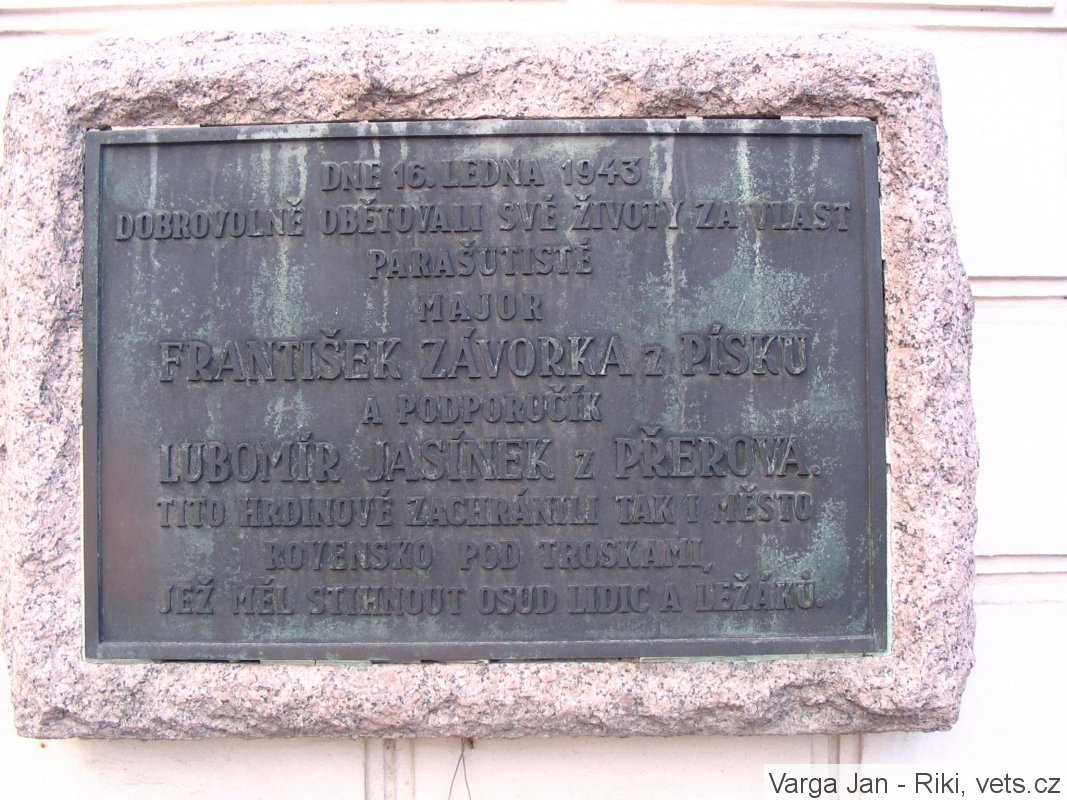 DNE 16. LEDNA 1943
DOBROVOLNĚ OBĚTOVALI SVÉ ŽIVOTY ZA VLAST
PARAŠUTISTÉ
MAJOR
FRANTIŠEK ZÁVORKA z PÍSKU
A PODPORUČÍK
LUBOMÍR JASÍNEK z PŘEROVA.
TITO HRDINOVÉ ZACHRÁNILI TAK I MĚSTO
ROVENSKO POD TROSKAMI,
JEŽ MĚL STIHNOUT OSUD LIDIC A LEŽÁKŮ.
Varga Jan - Riki, vets.cz